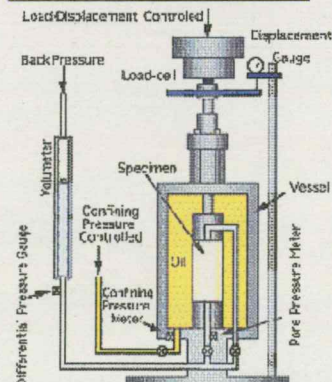 Load-Displacement Controled
Displacement
Gauge
Back Pressure
Load-cell
Volumeter
Specimen
Vessel
Confining
Pressure
Controlled
Oil
Differential Pressure Gauge
Confining
Pressure
Meter
Pore Pressure Meter